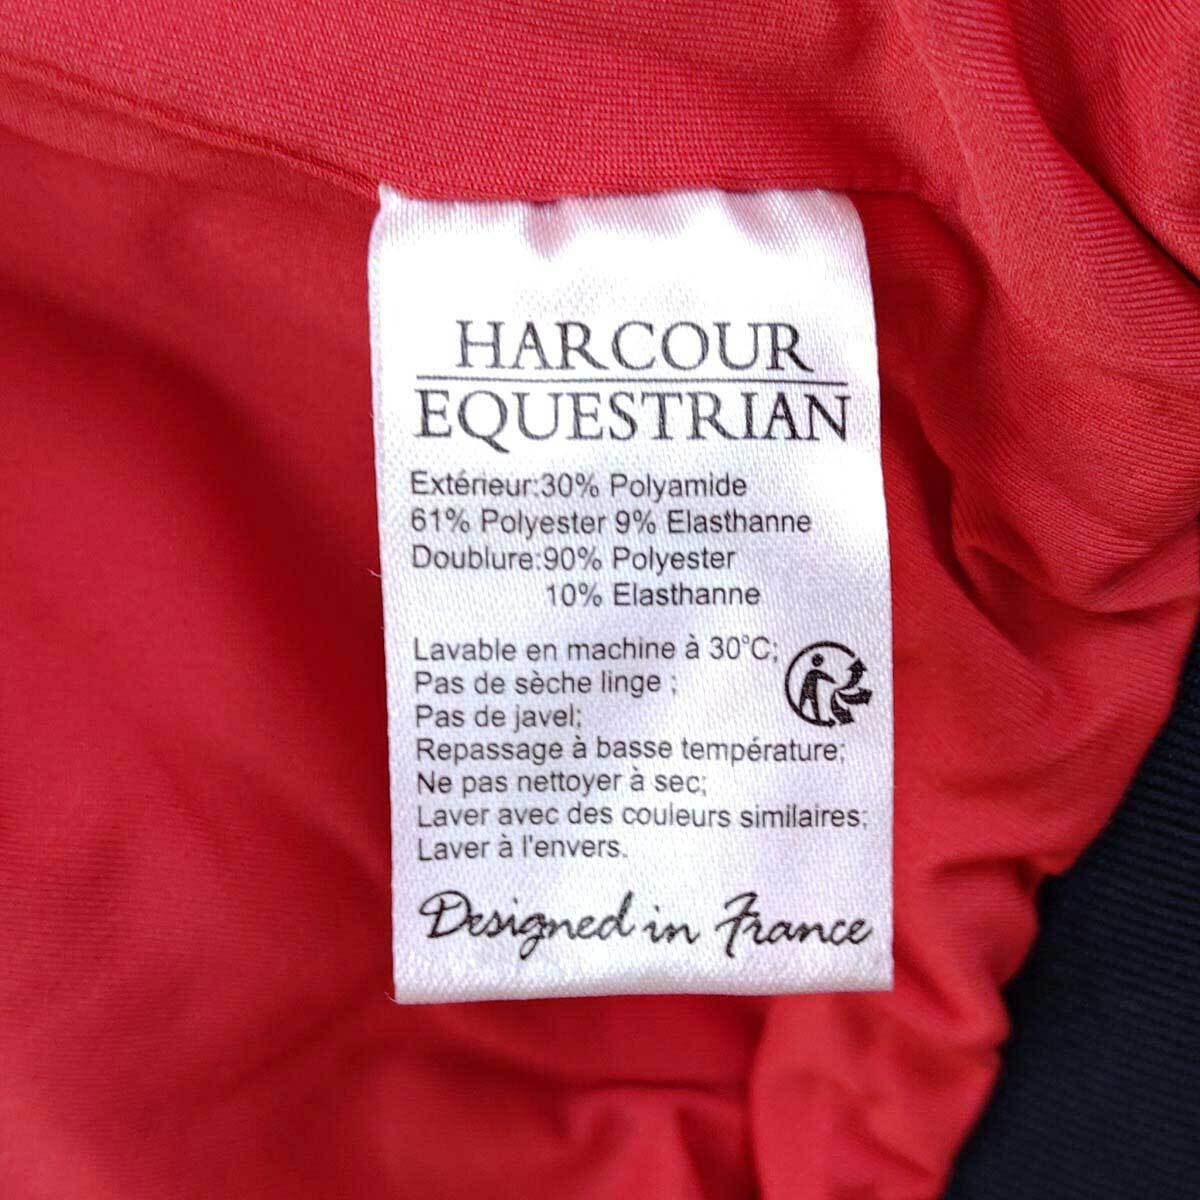 HARCOUR
EQUESTRIAN
Extérieur:30% Polyamide
61% Polyester 9% Elasthanne
Doublure:90% Polyester
10% Elasthanne
Lavable en machine à 30°C;
Pas de sèche linge ;
Pas de javel;
Repassage à basse température;
Ne pas nettoyer à sec;
Laver avec des couleurs similaires;
Laver à l'envers.
Designed in France